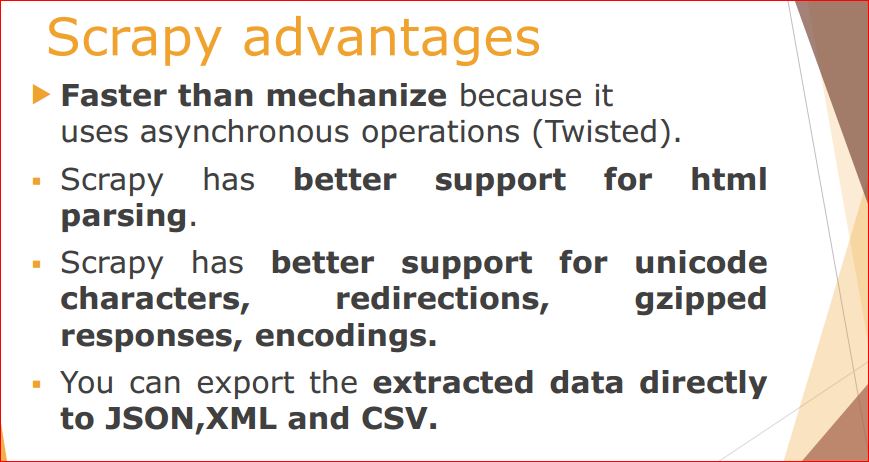 Scrapy advantages
Faster than mechanize because it
uses asynchronous operations (Twisted).
Scrapy has better support for html
parsing.
Scrapy has better support for unicode
characters, redirections, gzipped
responses, encodings.
You can export the extracted data directly
to JSON,XML and CSV.